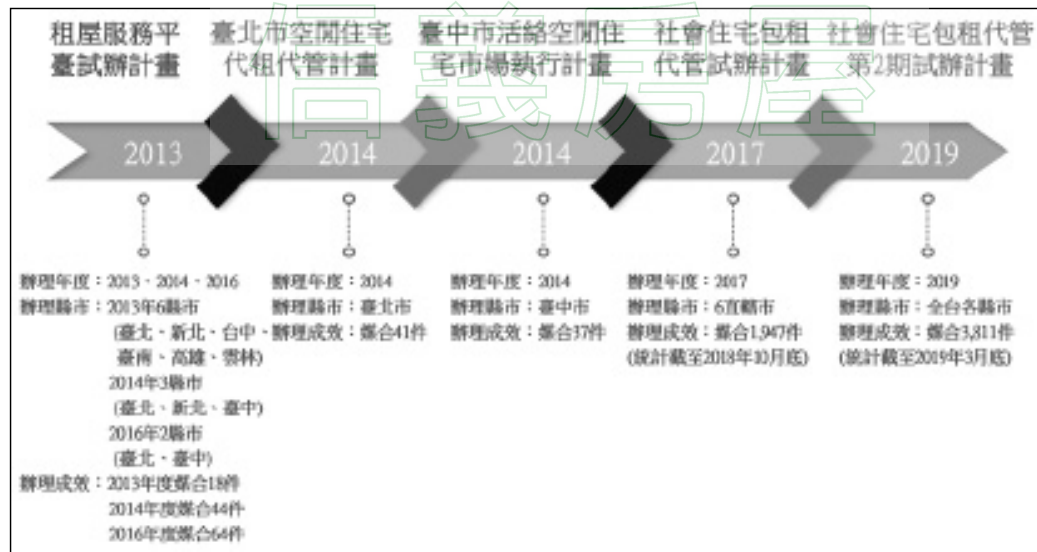 信義房屋
租屋服務平
臺試辦計畫
臺北市空閒住宅
代租代管計畫
臺中市活絡空閒住
宅市場執行計畫
社會住宅包租
代管試辦計畫
社會住宅包租代管
第2期試辦計畫
2013
2014
2014
2017
2019
辦理年度：2013、2014、2016
辦理縣市：2013年6縣市
(臺北、新北、台中、
臺南、高雄、雲林)
2014年3縣市
(臺北、新北、臺中)
2016年2縣市
(臺北、臺中)
辦理成效：2013年度媒合18件
2014年度媒合44件
2016年度媒合64件
辦理年度：2014
辦理縣市：臺北市
辦理成效：媒合41件
辦理年度：2014
辦理縣市：臺中市
辦理成效：媒合37件
辦理年度：2017
辦理縣市：6直轄市
辦理成效：媒合1,947件
(統計截至2018年10月底)
辦理年度：2019
辦理縣市：全台各縣市
辦理成效：媒合3,811件
(統計截至2019年3月底)